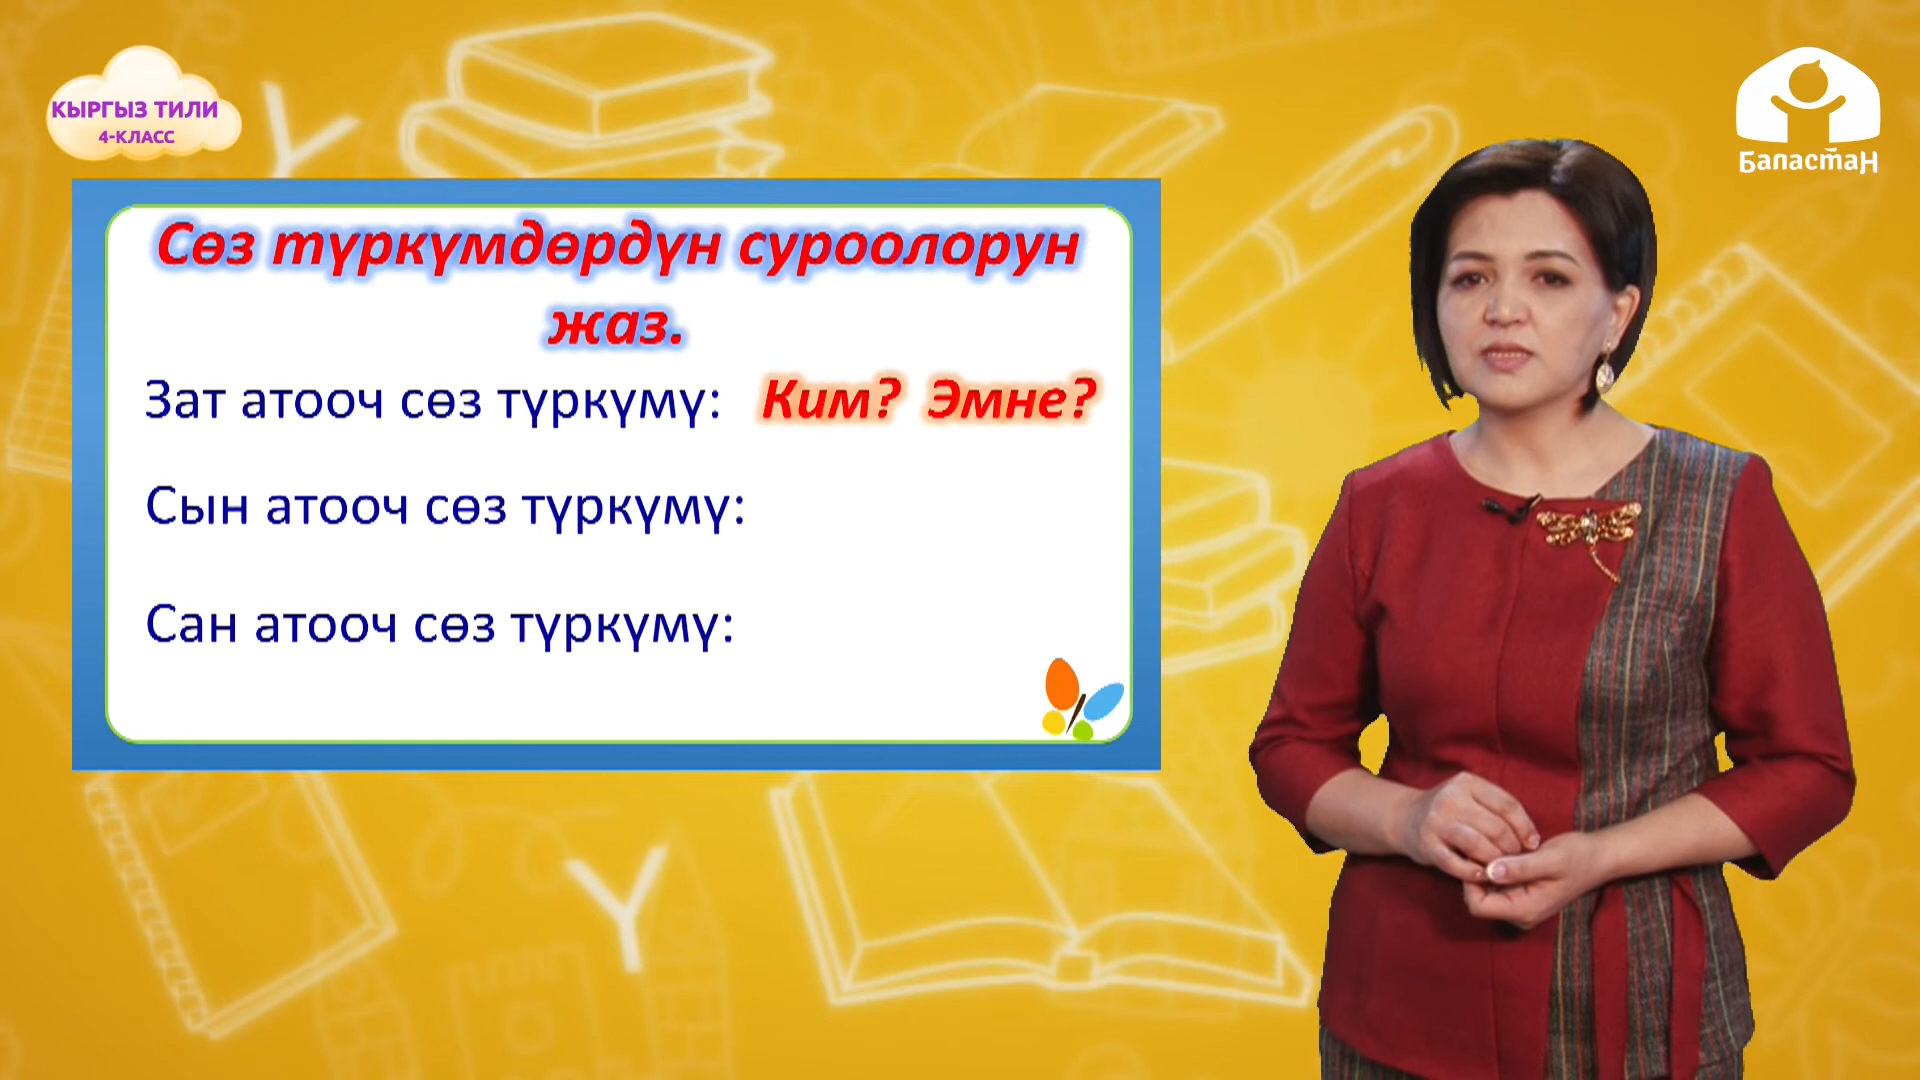 КЫРГЫЗ ТИЛИ
4-КЛАСС
Баластан
Сөз түркүмдөрдүн суроолорун
жаз.
Зат атооч сөз түркүмү: Ким? Эмне?
Сын атооч сөз түркүмү:
Сан атооч сөз түркүмү: